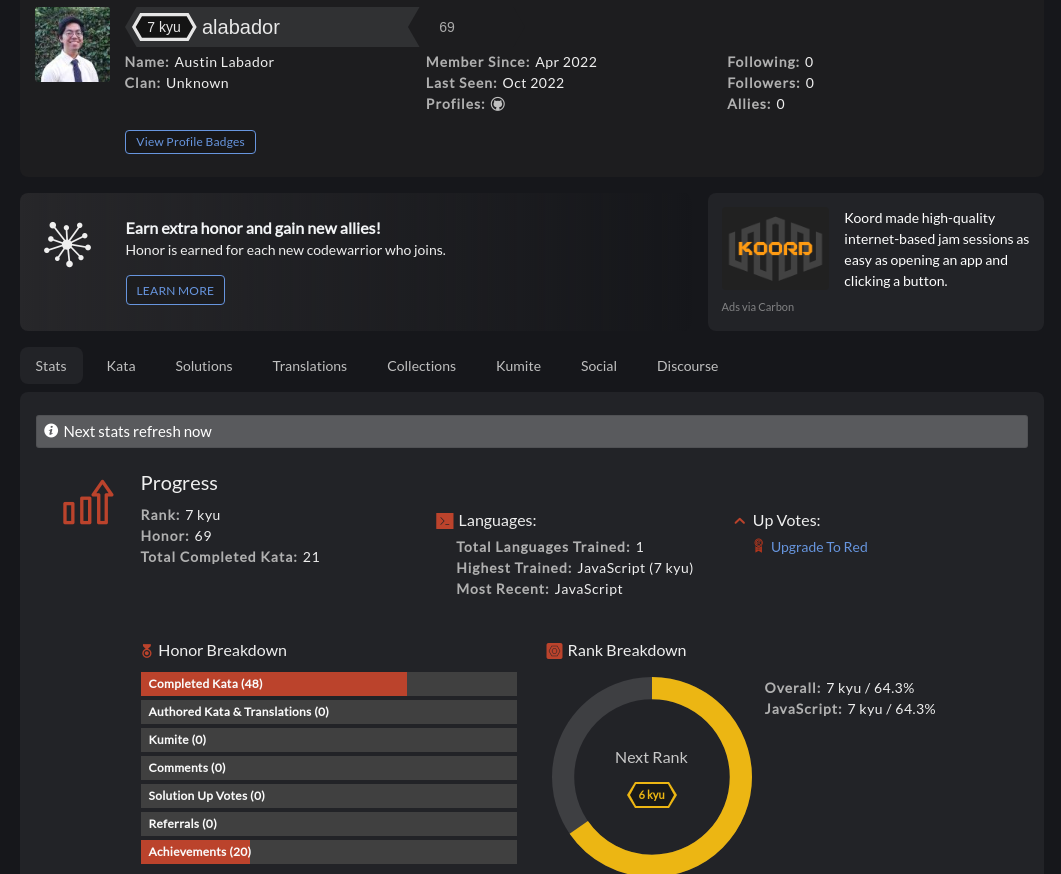 7 kyu alabador 69
Name: Austin Labador
Clan: Unknown
Member Since: Apr 2022
Last Seen: Oct 2022
Profiles:
Following: 0
Followers: 0
Allies: 0
View Profile Badges
Earn extra honor and gain new allies!
Honor is earned for each new codewarrior who joins.
LEARN MORE
KOORD
Koord made high-quality
internet-based jam sessions as
easy as opening an app and
clicking a button.
Ads via Carbon
Stats Kata Solutions Translations Collections Kumite Social Discourse
Next stats refresh now
Progress
Rank: 7 kyu
Honor: 69
Total Completed Kata: 21
Languages:
Total Languages Trained: 1
Highest Trained: JavaScript (7 kyu)
Most Recent: JavaScript
Up Votes:
Upgrade To Red
Honor Breakdown
Completed Kata (48)
Authored Kata & Translations (0)
Kumite (0)
Comments (0)
Solution Up Votes (0)
Referrals (0)
Achievements (20)
Rank Breakdown
Next Rank
6 kyu
Overall: 7 kyu / 64.3%
JavaScript: 7 kyu / 64.3%